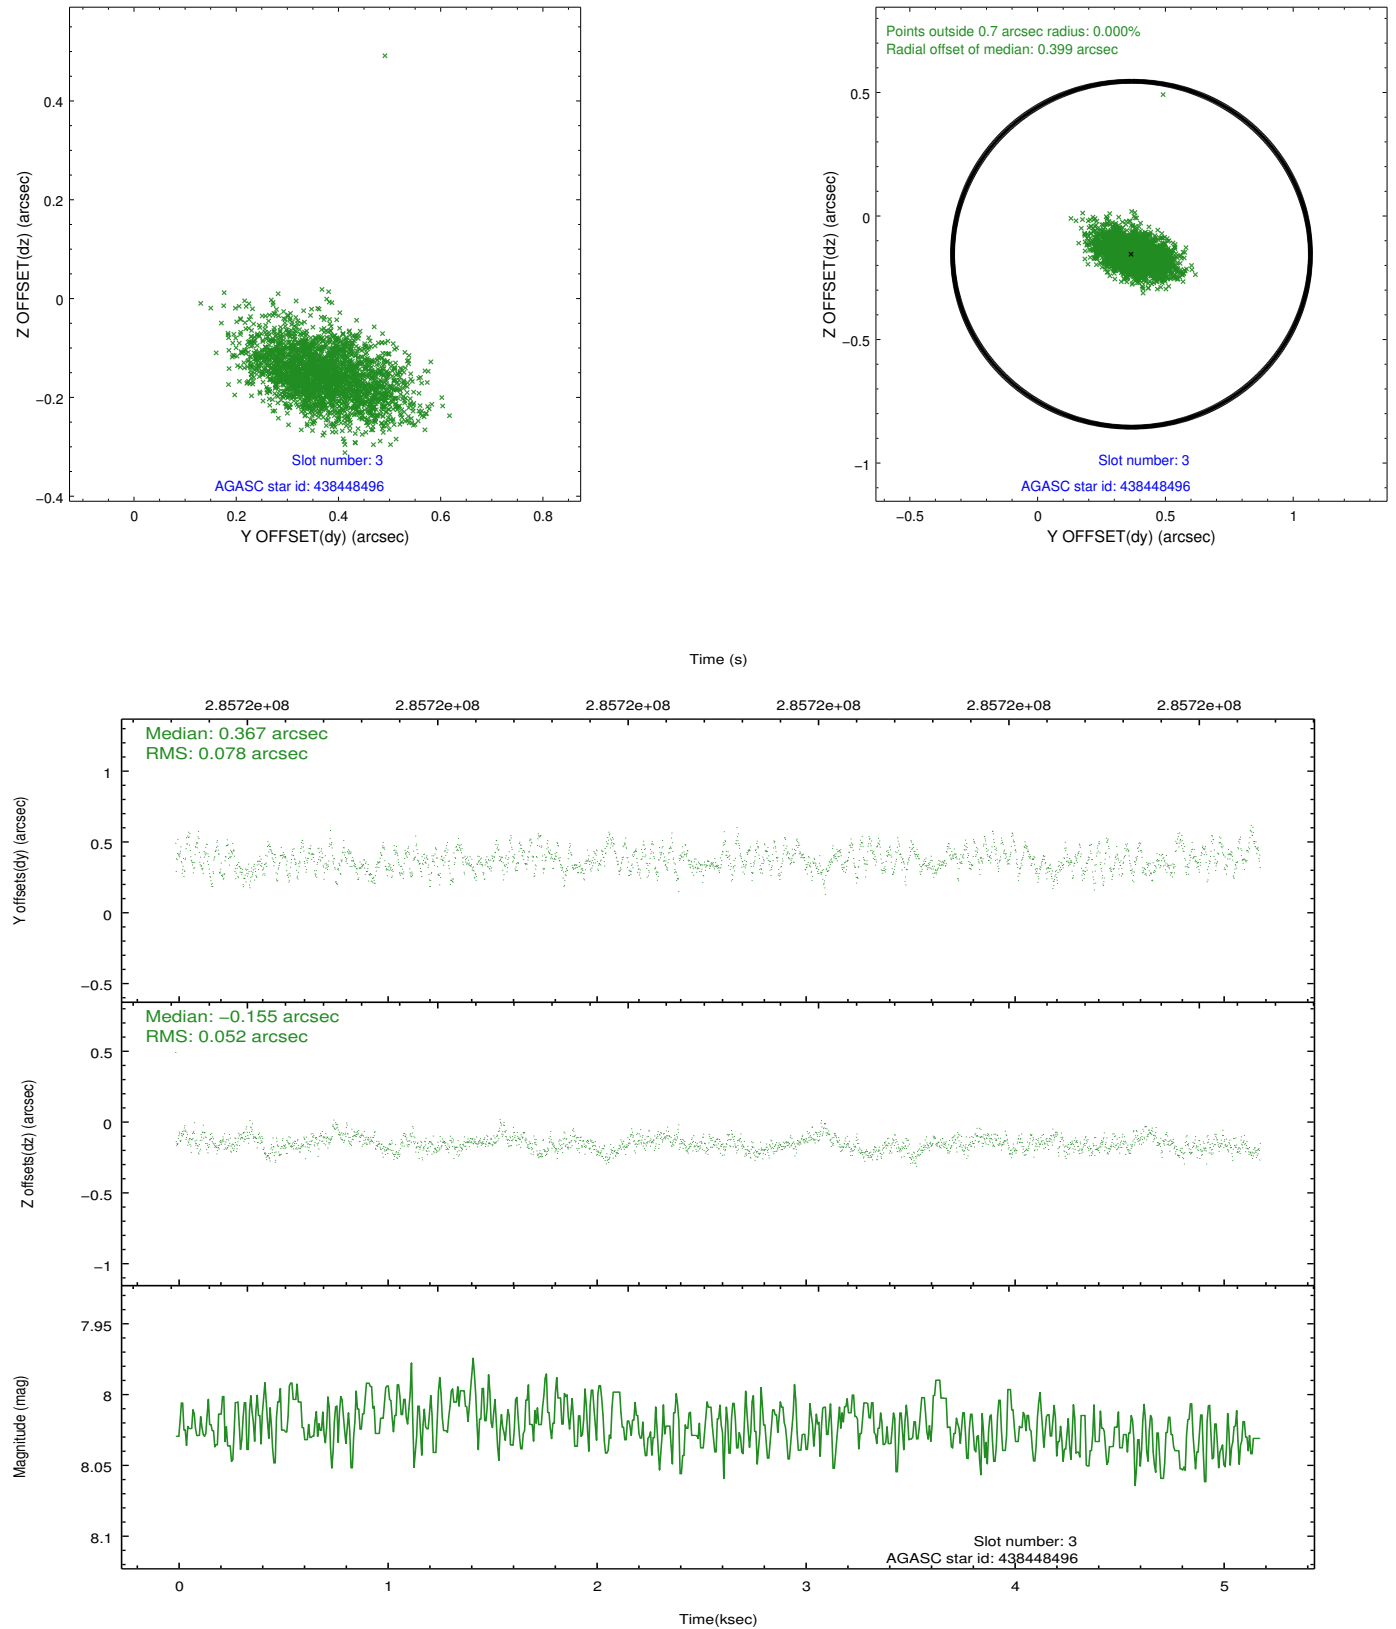 0.4
0.2
0
−0.2
−0.4
Z OFFSET(dz) (arcsec)
Slot number: 3
AGASC star id: 438448496
0 0.2 0.4 0.6 0.8
Y OFFSET(dy) (arcsec)
Points outside 0.7 arcsec radius: 0.000%
Radial offset of median: 0.399 arcsec
0.5
0
−0.5
−1
Z OFFSET(dz) (arcsec)
Slot number: 3
AGASC star id: 438448496
−0.5 0 0.5 1
Y OFFSET(dy) (arcsec)
Time (s)
2.8572e+08 2.8572e+08 2.8572e+08 2.8572e+08 2.8572e+08 2.8572e+08
Median: 0.367 arcsec
RMS: 0.078 arcsec
1
0.5
0
−0.5
Y offsets(dy) (arcsec)
Median: −0.155 arcsec
RMS: 0.052 arcsec
0.5
0
−0.5
−1
Z offsets(dz) (arcsec)
7.95
8
8.05
8.1
Magnitude (mag)
Slot number: 3
AGASC star id: 438448496
0 1 2 3 4 5
Time(ksec)